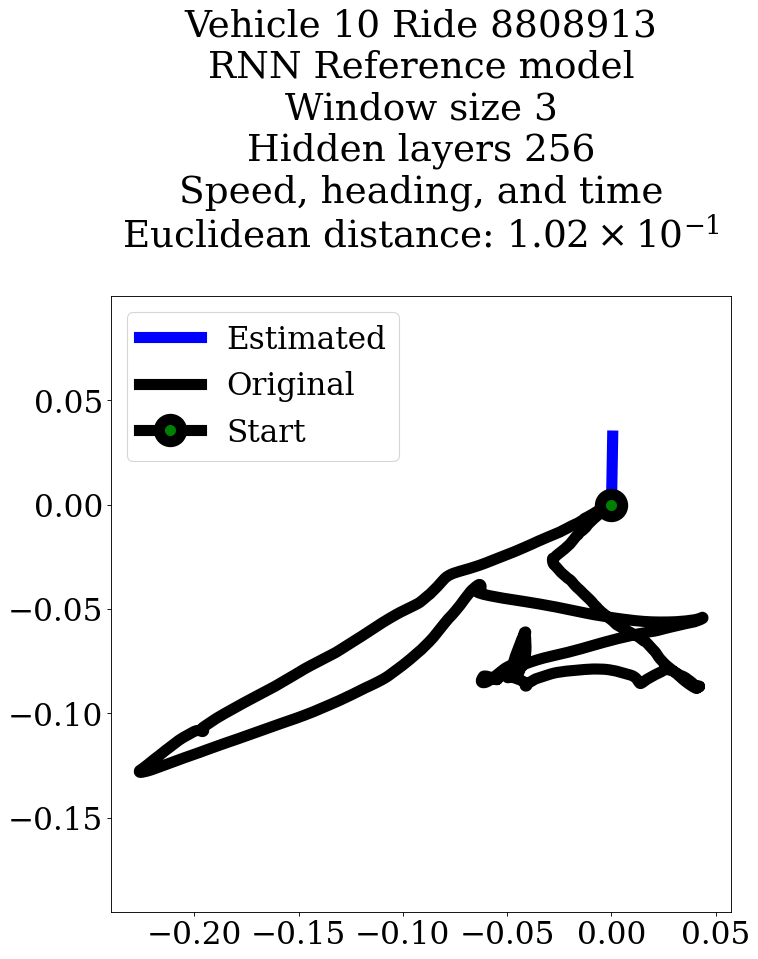 Vehicle 10 Ride 8808913
RNN Reference model
Window size 3
Hidden layers 256
Speed, heading, and time
Euclidean distance: 1.02 × 10⁻¹
Estimated
Original
Start
0.05
0.00
−0.05
−0.10
−0.15
−0.20 −0.15 −0.10 −0.05 0.00 0.05